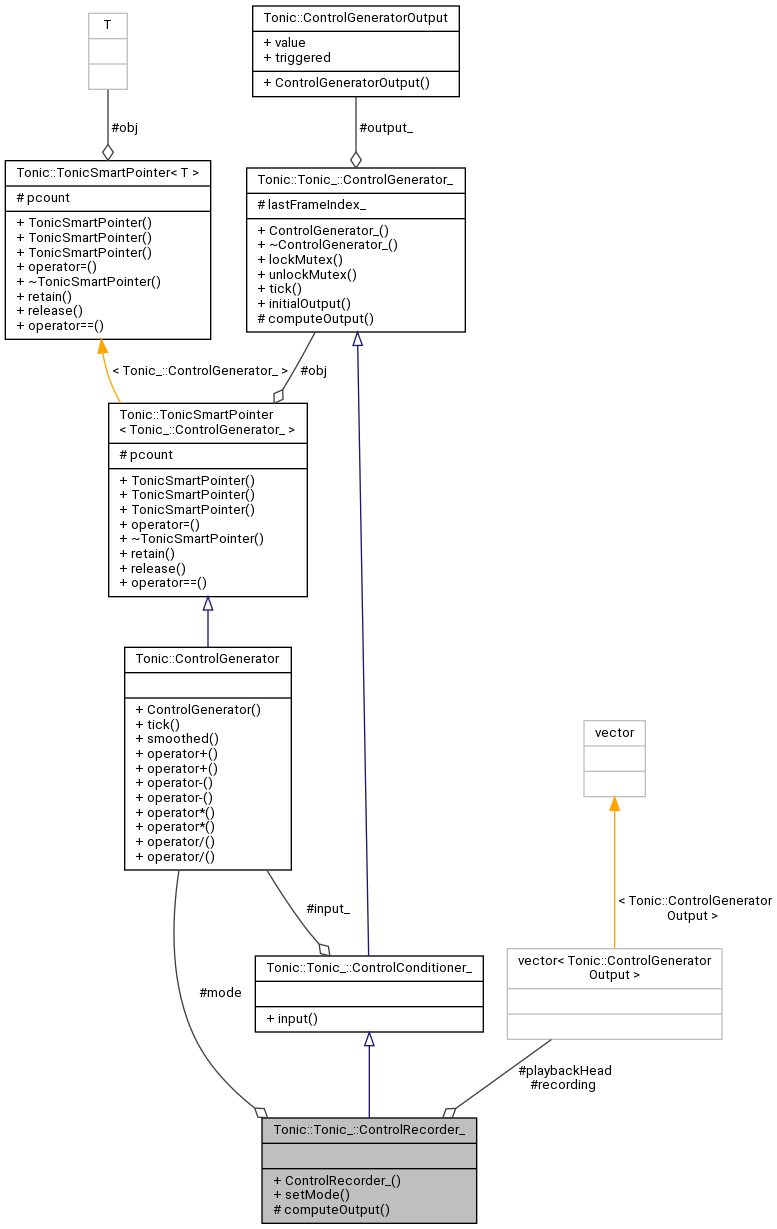 T
#obj
Tonic::ControlGeneratorOutput
+ value
+ triggered
+ ControlGeneratorOutput()
#output_
Tonic::TonicSmartPointer< T >
# pcount
+ TonicSmartPointer()
+ TonicSmartPointer()
+ TonicSmartPointer()
+ operator=()
+ ~TonicSmartPointer()
+ retain()
+ release()
+ operator==()
Tonic::Tonic_::ControlGenerator_
# lastFrameIndex_
+ ControlGenerator_()
+ ~ControlGenerator_()
+ lockMutex()
+ unlockMutex()
+ tick()
+ initialOutput()
# computeOutput()
< Tonic_::ControlGenerator_ >
#obj
Tonic::TonicSmartPointer
< Tonic_::ControlGenerator_ >
# pcount
+ TonicSmartPointer()
+ TonicSmartPointer()
+ TonicSmartPointer()
+ operator=()
+ ~TonicSmartPointer()
+ retain()
+ release()
+ operator==()
Tonic::ControlGenerator
+ ControlGenerator()
+ tick()
+ smoothed()
+ operator+()
+ operator+()
+ operator-()
+ operator-()
+ operator*()
+ operator*()
+ operator/()
+ operator/()
vector
< Tonic::ControlGenerator
Output >
#input_
#mode
Tonic::Tonic_::ControlConditioner_
+ input()
vector< Tonic::ControlGenerator
Output >
#playbackHead
#recording
Tonic::Tonic_::ControlRecorder_
+ ControlRecorder_()
+ setMode()
# computeOutput()